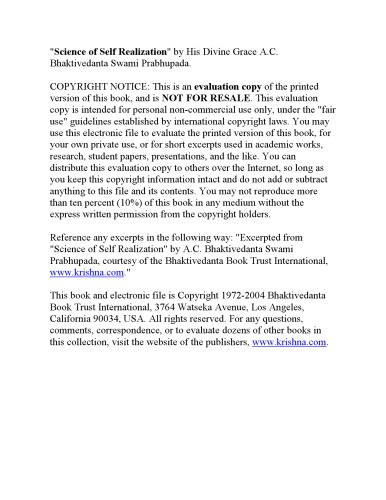 "Science of Self Realization" by His Divine Grace A.C.
Bhaktivedanta Swami Prabhupada.
COPYRIGHT NOTICE: This is an evaluation copy of the printed
version of this book, and is NOT FOR RESALE. This evaluation
copy is intended for personal non-commercial use only, under the "fair
use" guidelines established by international copyright laws. You may
use this electronic file to evaluate the printed version of this book, for
your own private use, or for short excerpts used in academic works,
research, student papers, presentations, and the like. You can
distribute this evaluation copy to others over the Internet, so long as
you keep this copyright information intact and do not add or subtract
anything to this file and its contents. You may not reproduce more
than ten percent (10%) of this book in any medium without the
express written permission from the copyright holders.
Reference any excerpts in the following way: "Excerpted from
"Science of Self Realization" by A.C. Bhaktivedanta Swami
Prabhupada, courtesy of the Bhaktivedanta Book Trust International,
www.krishna.com."
This book and electronic file is Copyright 1972-2004 Bhaktivedanta
Book Trust International, 3764 Watseka Avenue, Los Angeles,
California 90034, USA. All rights reserved. For any questions,
comments, correspondence, or to evaluate dozens of other books in
this collection, visit the website of the publishers, www.krishna.com.